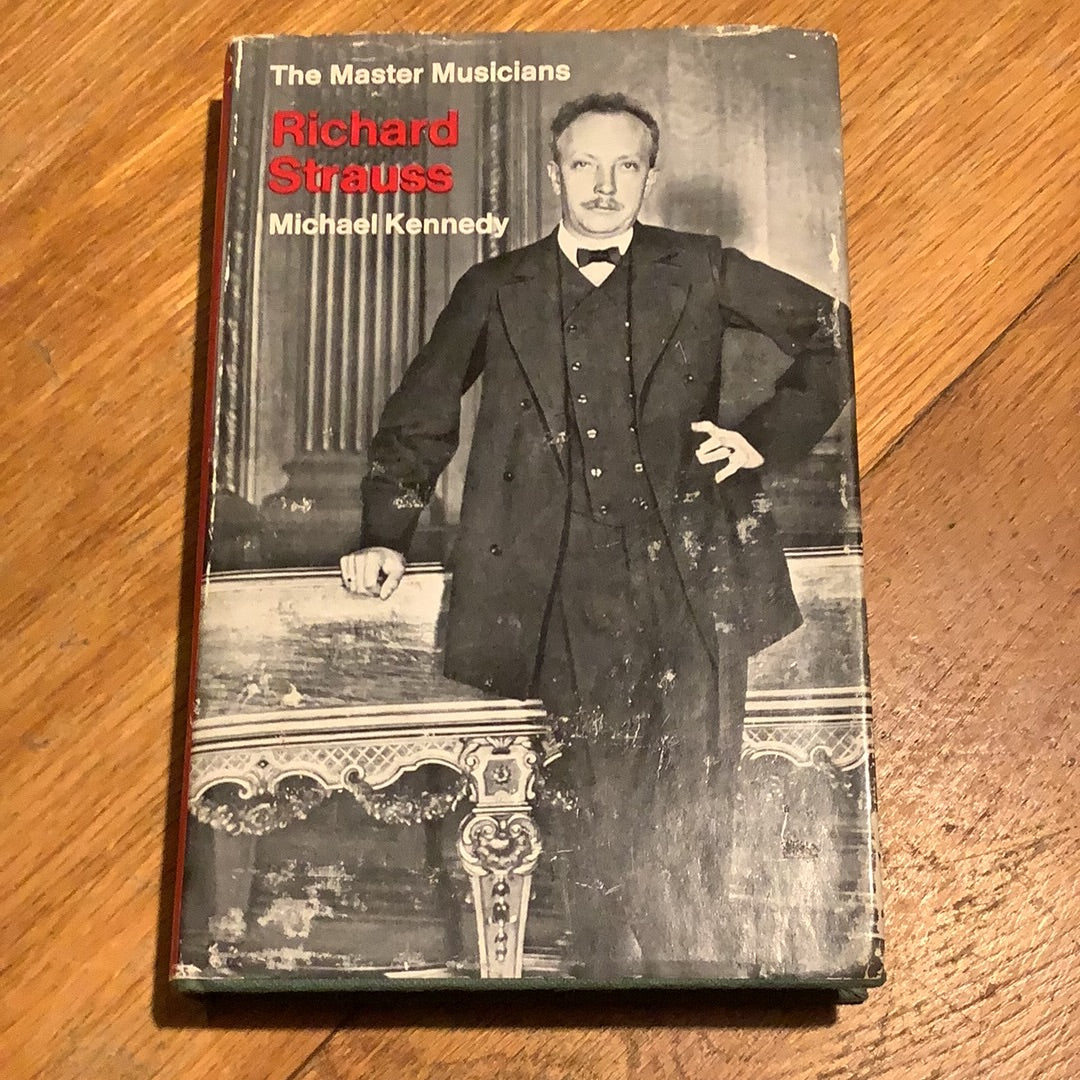 The Master Musicians
Richard
Strauss
Michael Kennedy